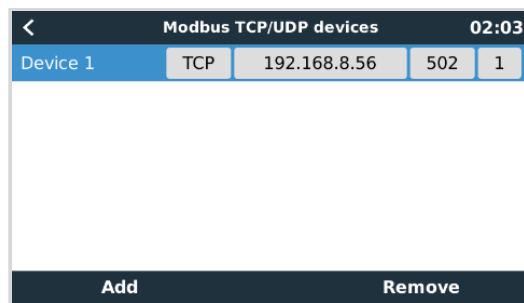 Modbus TCP/UDP devices 02:03
Device 1 TCP 192.168.8.56 502 1
Add Remove